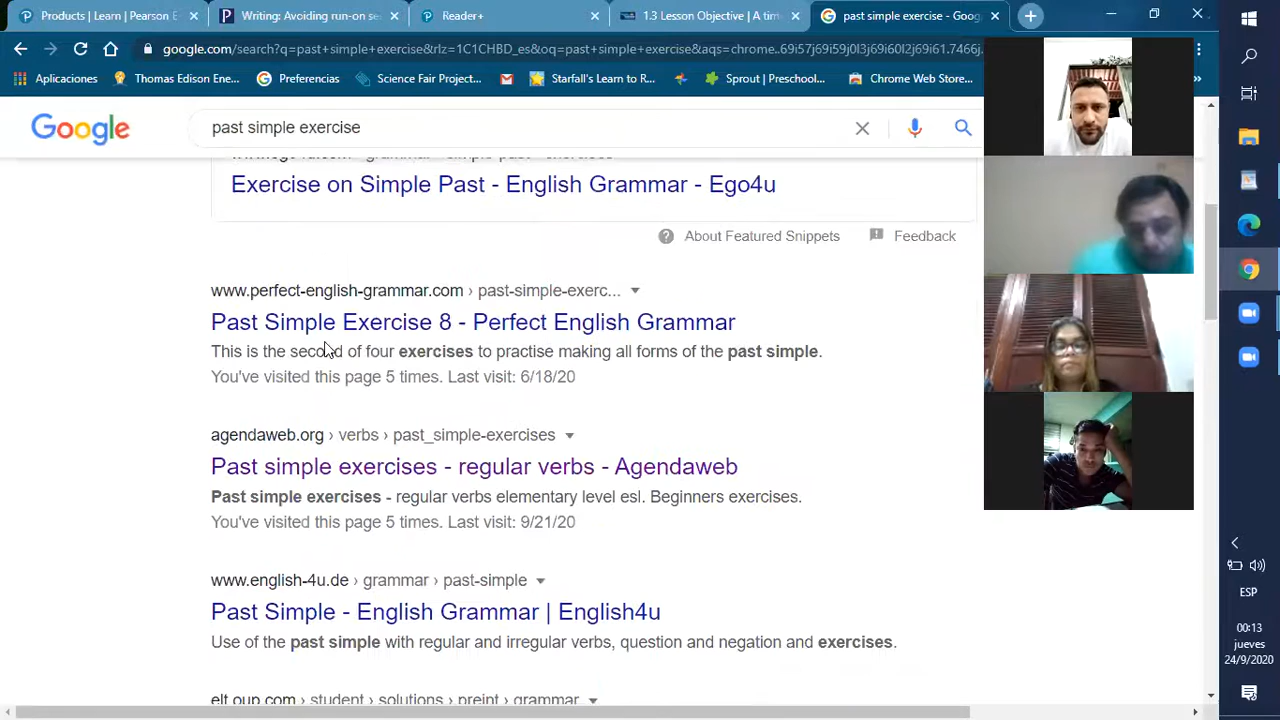 Products | Learn | Pearson E
Writing: Avoiding run-on se
Reader+
1.3 Lesson Objective | A tim
past simple exercise - Goog
google.com/search?q=past+simple+exercise&rlz=1C1CHBD_es&oq=past+simple+exercise&aqs=chrome..69i57j69i59j0l3j69i60l2j69i61.7466j
Aplicaciones
Thomas Edison Ene...
Preferencias
Science Fair Project...
Starfall's Learn to R...
Sprout | Preschool...
Chrome Web Store...
Google
past simple exercise
Exercise on Simple Past - English Grammar - Ego4u
About Featured Snippets
Feedback
www.perfect-english-grammar.com › past-simple-exerc...
Past Simple Exercise 8 - Perfect English Grammar
This is the second of four exercises to practise making all forms of the past simple.
You've visited this page 5 times. Last visit: 6/18/20
agendaweb.org › verbs › past_simple-exercises
Past simple exercises - regular verbs - Agendaweb
Past simple exercises - regular verbs elementary level esl. Beginners exercises.
You've visited this page 5 times. Last visit: 9/21/20
www.english-4u.de › grammar › past-simple
Past Simple - English Grammar | English4u
Use of the past simple with regular and irregular verbs, question and negation and exercises.
elt.oup.com › student › solutions › preint › grammar
ESP
00:13
jueves
24/9/2020